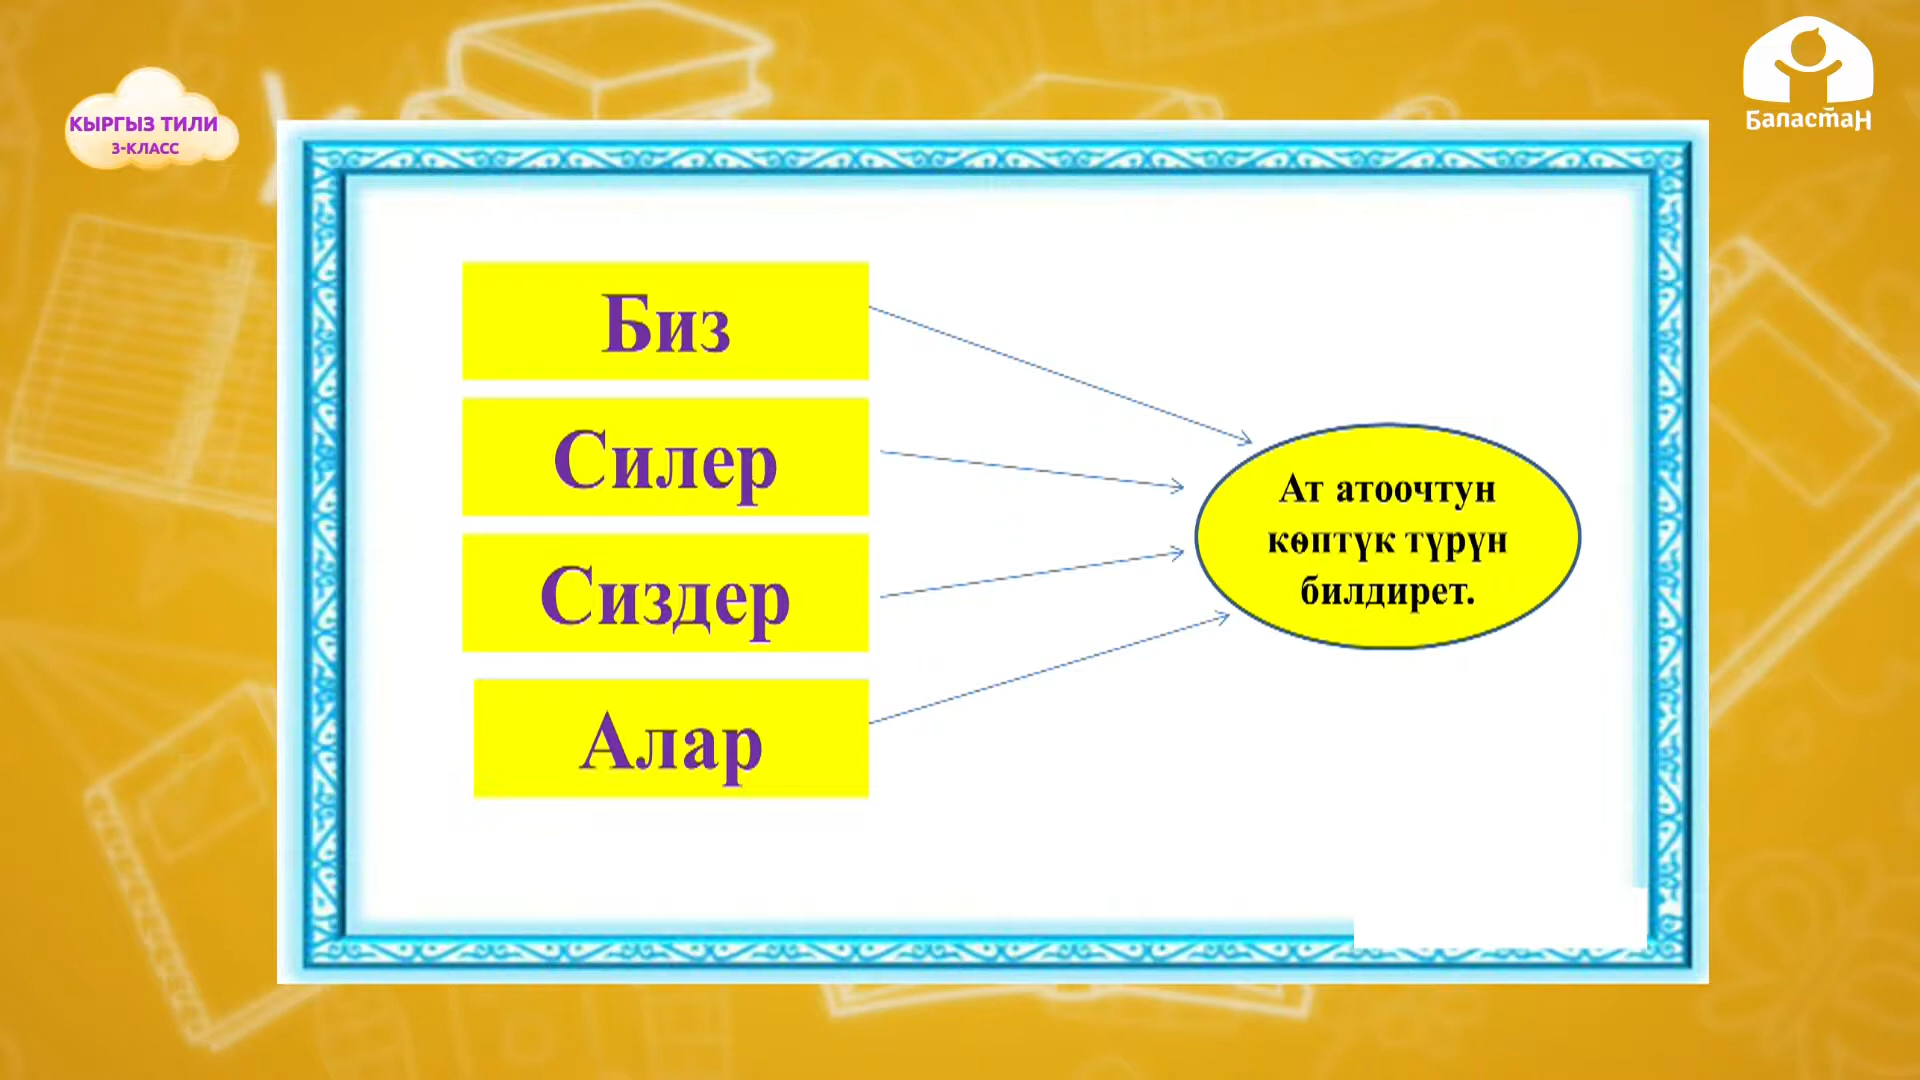 КЫРГЫЗ ТИЛИ
3-КЛАСС
Баластан
Биз
Силер
Сиздер
Алар
Ат атоочтун
көптүк түрүн
билдирет.